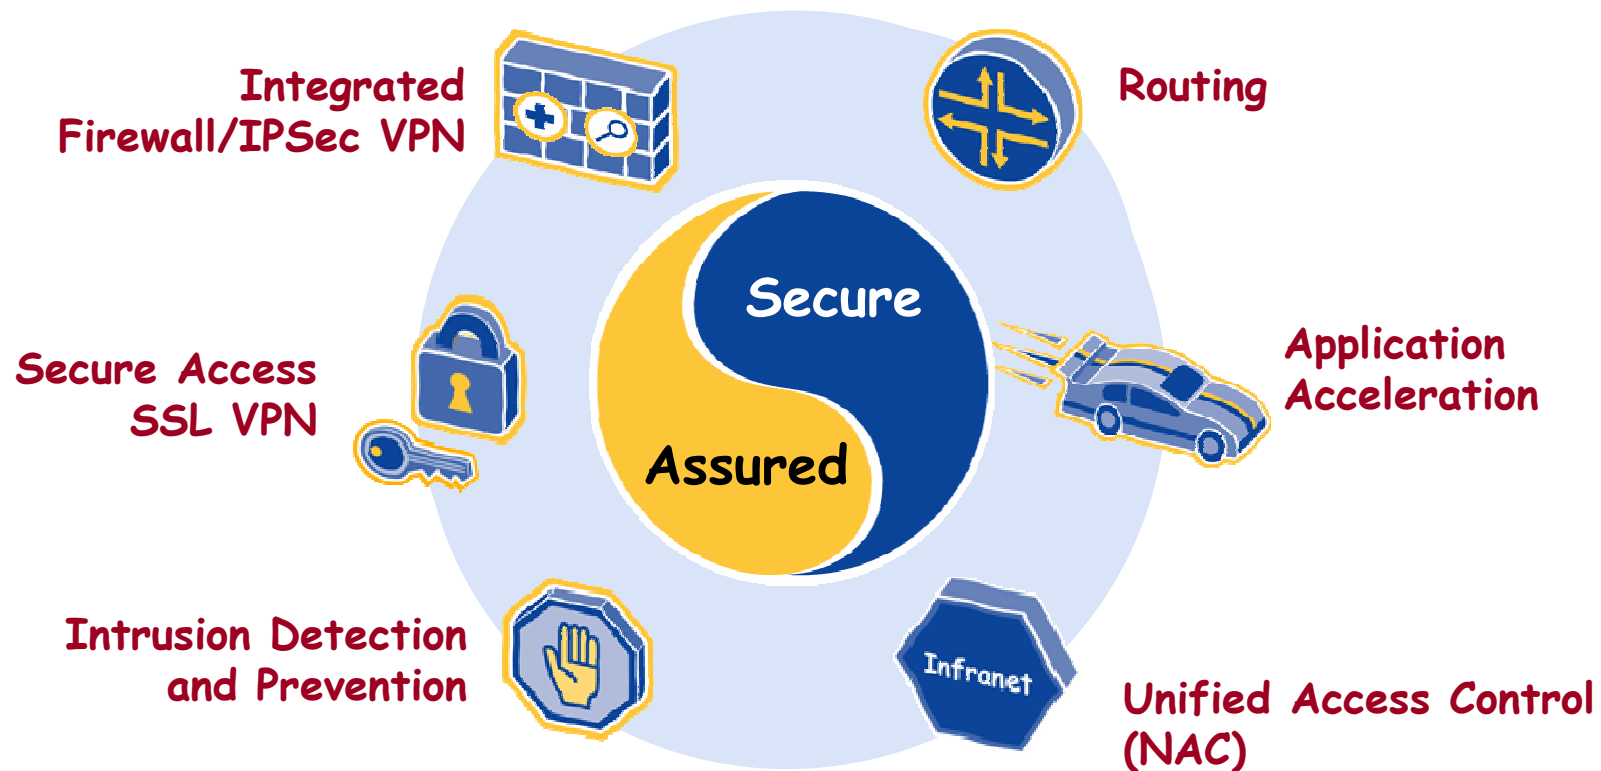 Integrated
Firewall/IPSec VPN
Routing
Secure
Application
Acceleration
Secure Access
SSL VPN
Assured
Intrusion Detection
and Prevention
Infranet
Unified Access Control
(NAC)